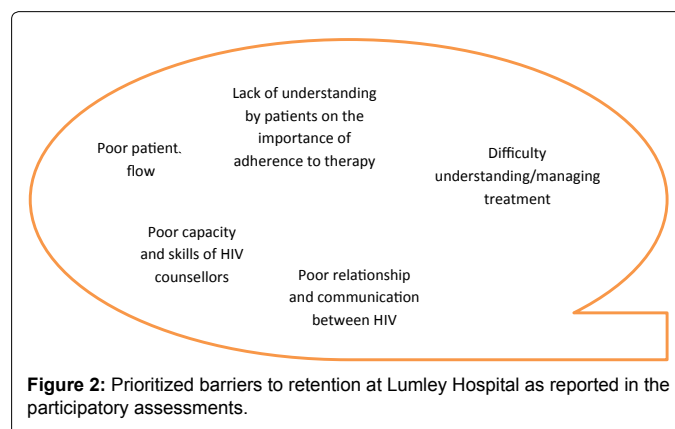 Lack of understanding
by patients on the
importance of
adherence to therapy
Poor patient.
flow
Difficulty
understanding/managing
treatment
Poor capacity
and skills of HIV
counsellors
Poor relationship
and communication
between HIV
Figure 2: Prioritized barriers to retention at Lumley Hospital as reported in the
participatory assessments.